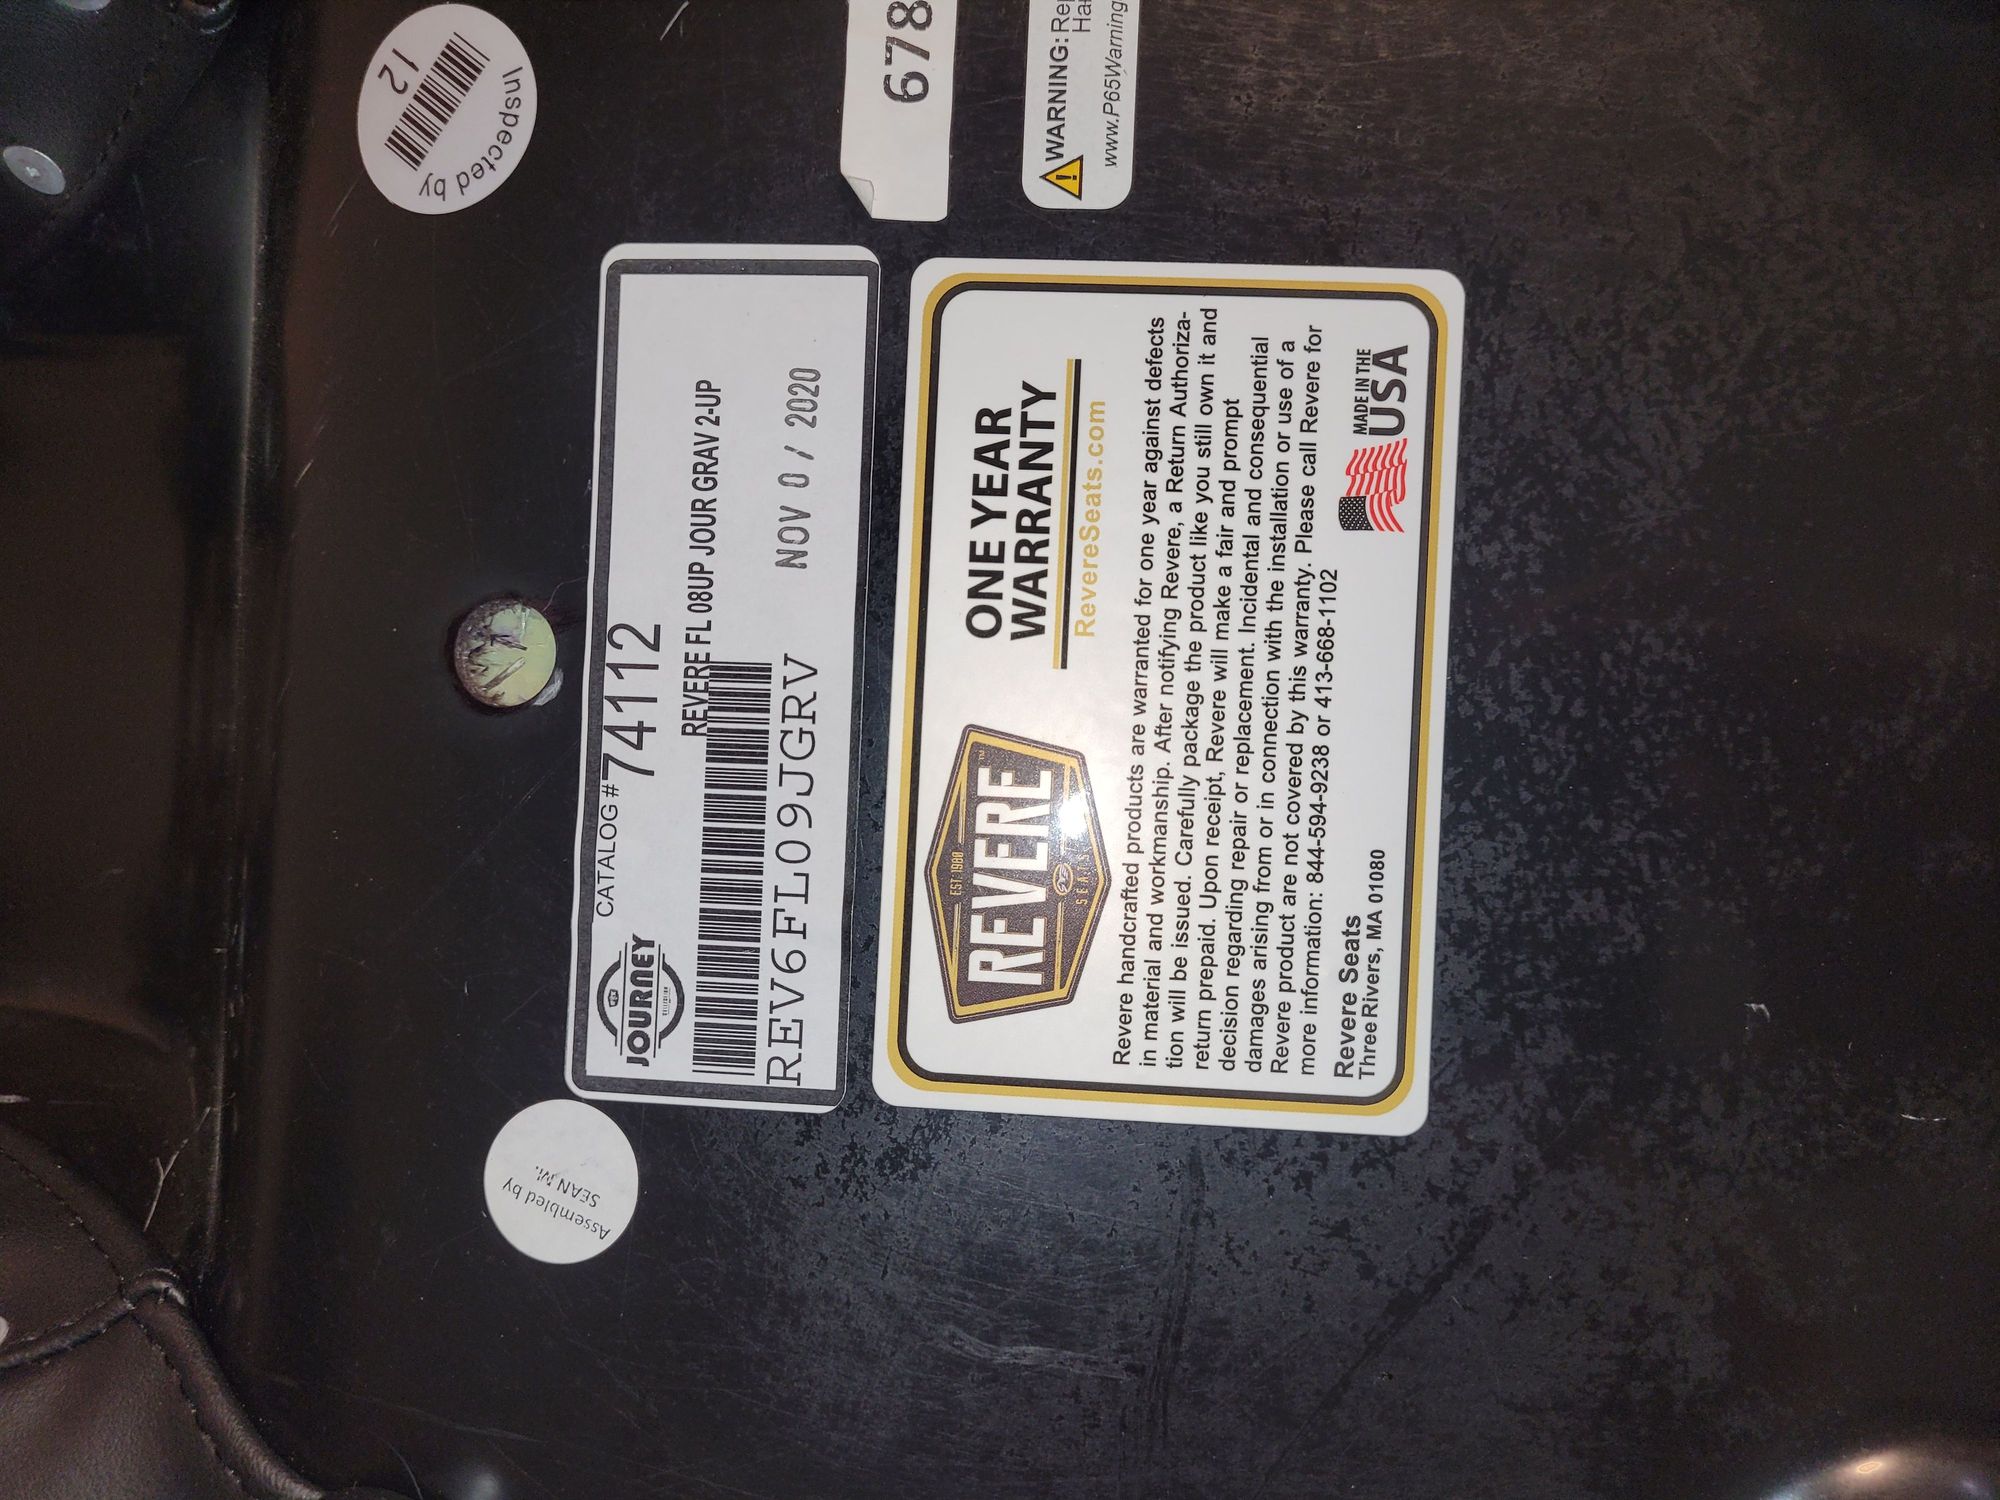 Inspected by
12
678
WARNING:
www.P65Warning
JOURNEY
CATALOG# 74112
REVERE FL 08UP JOUR GRAV 2-UP
REV6FL09JGRV
NOV 0 / 2020
EST. 1980
REVERE
SEATS
ONE YEAR
WARRANTY
RevereSeats.com
Revere handcrafted products are warranted for one year against defects
in material and workmanship. After notifying Revere, a Return Authoriza-
tion will be issued. Carefully package the product like you still own it and
return prepaid. Upon receipt, Revere will make a fair and prompt
decision regarding repair or replacement. Incidental and consequential
damages arising from or in connection with the installation or use of a
Revere product are not covered by this warranty. Please call Revere for
more information: 844-594-9238 or 413-668-1102
Revere Seats
Three Rivers, MA 01080
MADE IN THE
USA
Assembled by
SEAN M.